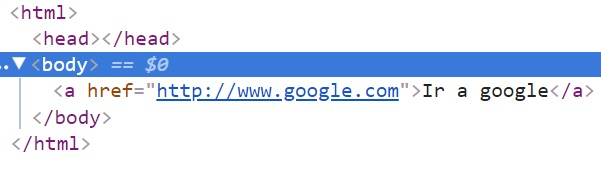 <html>
<head></head>
..▼<body> == $0
<a href="http://www.google.com">Ir a google</a>
</body>
</html>